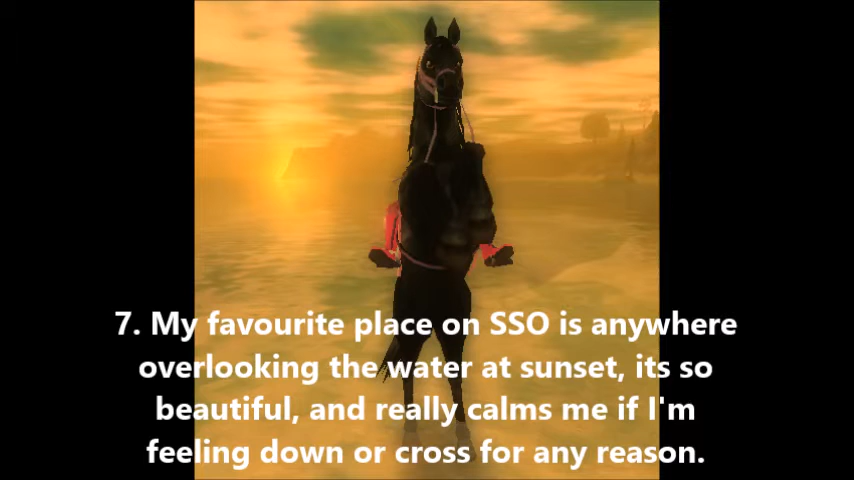 7. My favourite place on SSO is anywhere
overlooking the water at sunset, its so
beautiful, and really calms me if I'm
feeling down or cross for any reason.